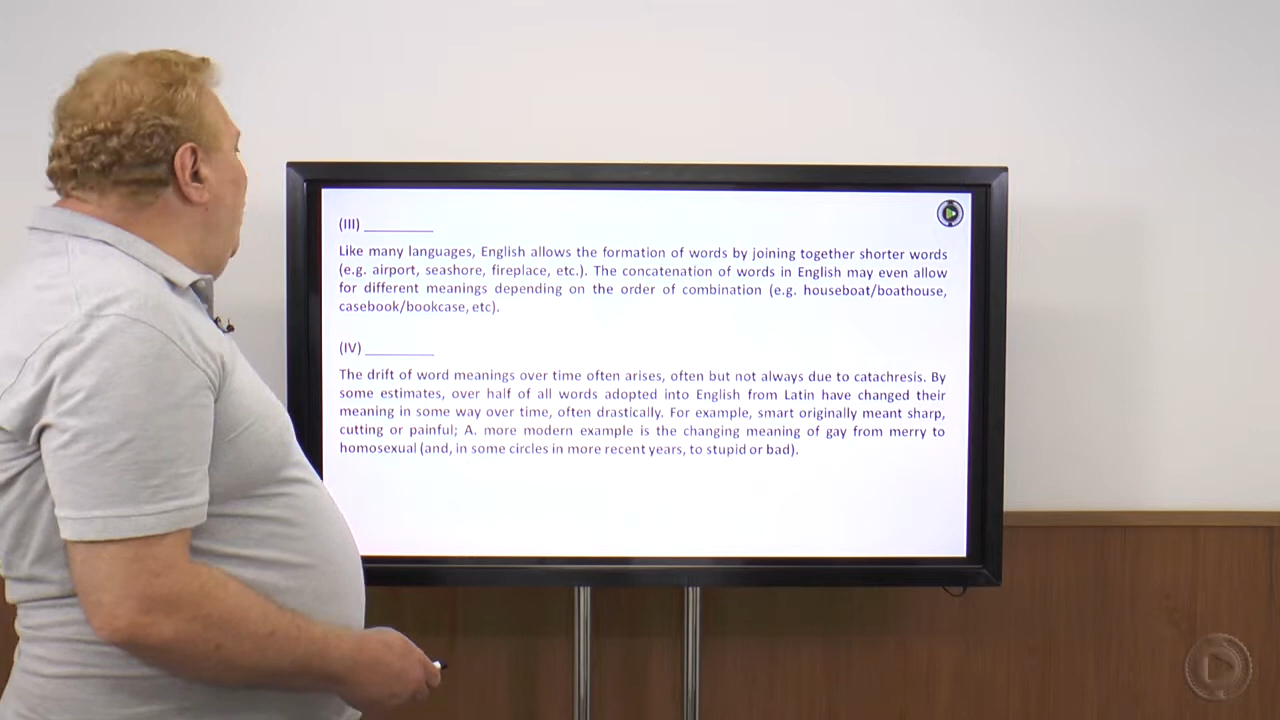 (III) __________
Like many languages, English allows the formation of words by joining together shorter words
(e.g. airport, seashore, fireplace, etc.). The concatenation of words in English may even allow
for different meanings depending on the order of combination (e.g. houseboat/boathouse,
casebook/bookcase, etc).
(IV) __________
The drift of word meanings over time often arises, often but not always due to catachresis. By
some estimates, over half of all words adopted into English from Latin have changed their
meaning in some way over time, often drastically. For example, smart originally meant sharp,
cutting or painful; A. more modern example is the changing meaning of gay from merry to
homosexual (and, in some circles in more recent years, to stupid or bad).